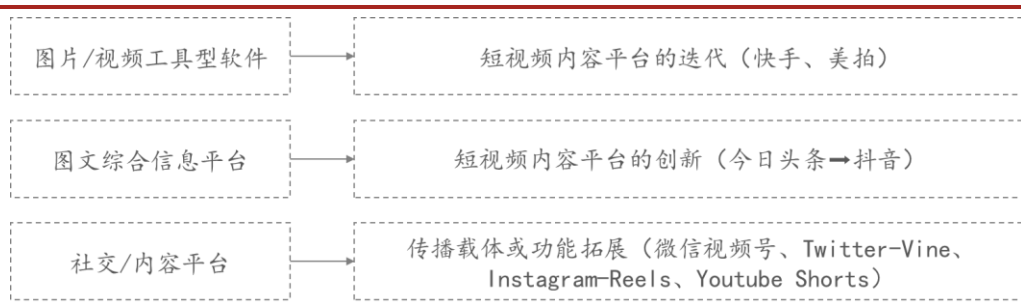 图片/视频工具型软件
短视频内容平台的迭代（快手、美拍）
图文综合信息平台
短视频内容平台的创新（今日头条➡抖音）
社交/内容平台
传播载体或功能拓展（微信视频号、Twitter-Vine、
Instagram-Reels、Youtube Shorts）